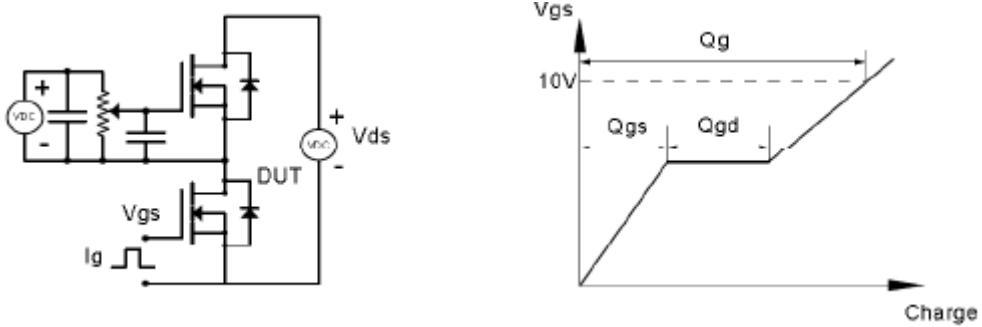 +
VDC
-
Vgs
Ig
DUT
+
VDC
-
Vds
Vgs
Qg
10V
Qgs
Qgd
Charge